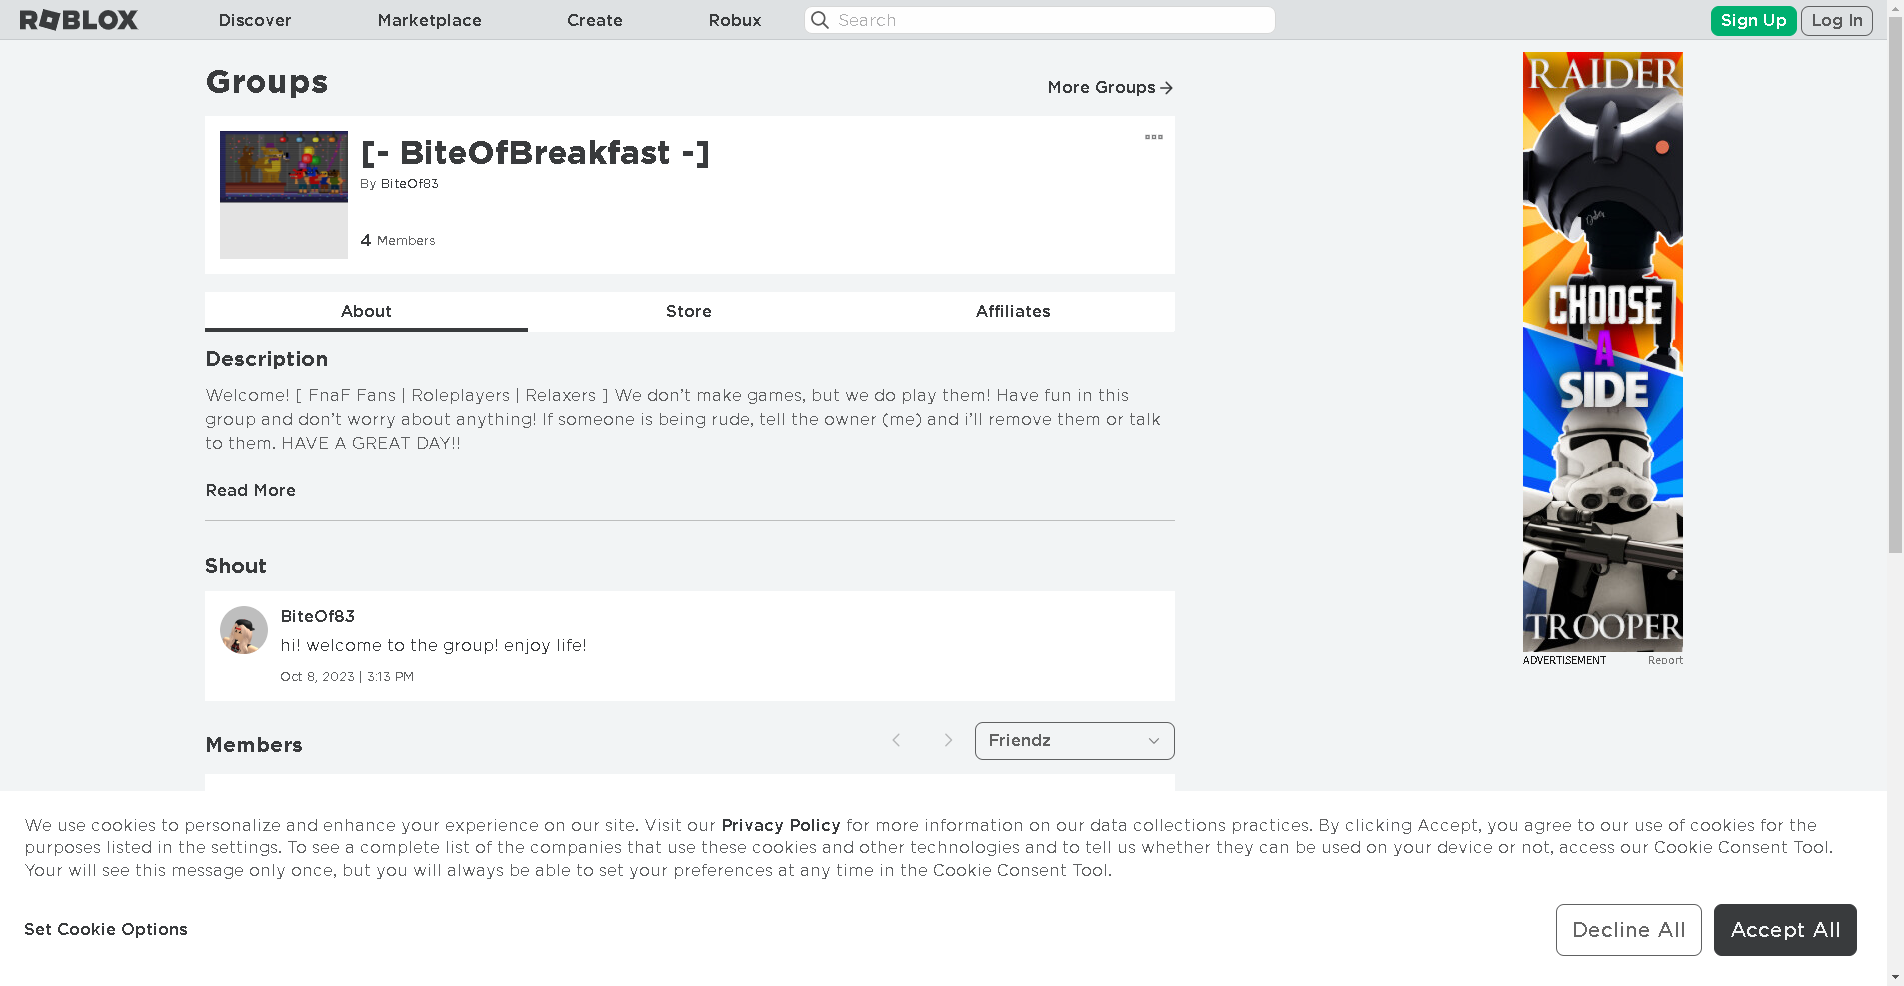 ROBLOX Discover Marketplace Create Robux Search Sign Up Log In
Groups
More Groups
[- BiteOfBreakfast -]
By BiteOf83
4 Members
About Store Affiliates
Description
Welcome! [ FnaF Fans | Roleplayers | Relaxers ] We don’t make games, but we do play them! Have fun in this
group and don’t worry about anything! If someone is being rude, tell the owner (me) and i’ll remove them or talk
to them. HAVE A GREAT DAY!!
Read More
Shout
BiteOf83
hi! welcome to the group! enjoy life!
Oct 8, 2023 | 3:13 PM
Members
Friendz
RAIDER
CHOOSE
A
SIDE
TROOPER
ADVERTISEMENT Report
We use cookies to personalize and enhance your experience on our site. Visit our Privacy Policy for more information on our data collections practices. By clicking Accept, you agree to our use of cookies for the
purposes listed in the settings. To see a complete list of the companies that use these cookies and other technologies and to tell us whether they can be used on your device or not, access our Cookie Consent Tool.
Your will see this message only once, but you will always be able to set your preferences at any time in the Cookie Consent Tool.
Set Cookie Options
Decline All
Accept All